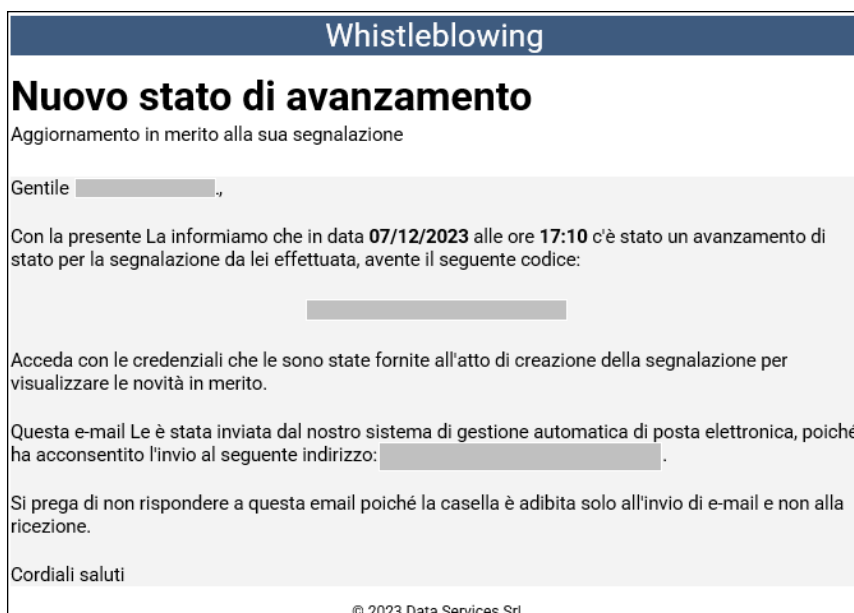 Whistleblowing
Nuovo stato di avanzamento
Aggiornamento in merito alla sua segnalazione
Gentile .,
Con la presente La informiamo che in data 07/12/2023 alle ore 17:10 c'è stato un avanzamento di
stato per la segnalazione da lei effettuata, avente il seguente codice:
Acceda con le credenziali che le sono state fornite all'atto di creazione della segnalazione per
visualizzare le novità in merito.
Questa e-mail Le è stata inviata dal nostro sistema di gestione automatica di posta elettronica, poiché
ha acconsentito l'invio al seguente indirizzo: .
Si prega di non rispondere a questa email poiché la casella è adibita solo all'invio di e-mail e non alla
ricezione.
Cordiali saluti
© 2023 Data Services Srl